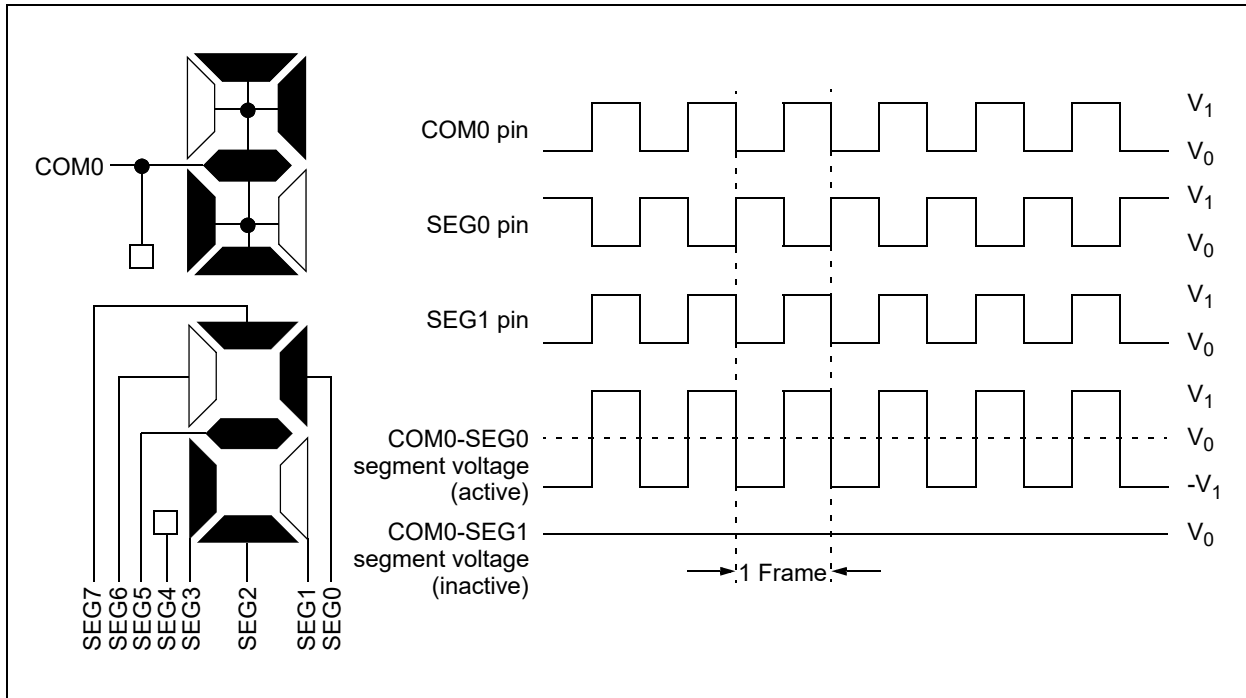 COM0
SEG7
SEG6
SEG5
SEG4
SEG3
SEG2
SEG1
SEG0
COM0 pin
V1
V0
SEG0 pin
V1
V0
SEG1 pin
V1
V0
COM0-SEG0
segment voltage
(active)
V1
V0
-V1
COM0-SEG1
segment voltage
(inactive)
V0
1 Frame